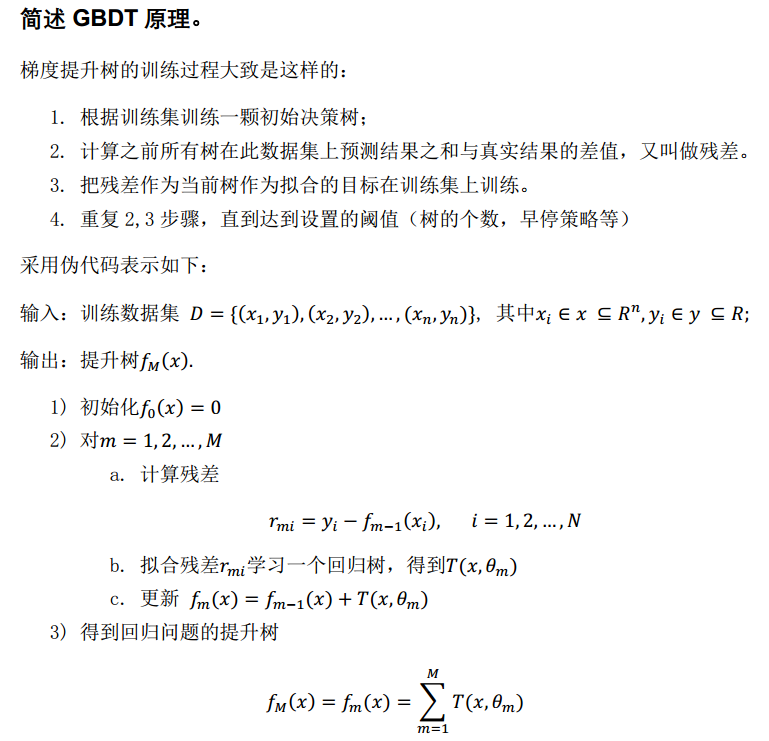 简述 GBDT 原理。
梯度提升树的训练过程大致是这样的：
1. 根据训练集训练一颗初始决策树；
2. 计算之前所有树在此数据集上预测结果之和与真实结果的差值，又叫做残差。
3. 把残差作为当前树作为拟合的目标在训练集上训练。
4. 重复 2,3 步骤，直到达到设置的阈值（树的个数，早停策略等）
采用伪代码表示如下：
输入：训练数据集 D = {(x₁,y₁),(x₂,y₂),…,(xₙ,yₙ)}，其中xᵢ ∈ x ⊆ Rⁿ,yᵢ ∈ y ⊆ R;
输出：提升树f_M(x).
1) 初始化f₀(x) = 0
2) 对m = 1,2,…,M
a. 计算残差
r_{mi} = yᵢ − f_{m−1}(xᵢ), i = 1,2,…,N
b. 拟合残差r_{mi}学习一个回归树，得到T(x,θₘ)
c. 更新 fₘ(x) = f_{m−1}(x) + T(x,θₘ)
3) 得到回归问题的提升树
f_M(x) = fₘ(x) = ∑_{m=1}^{M} T(x,θₘ)